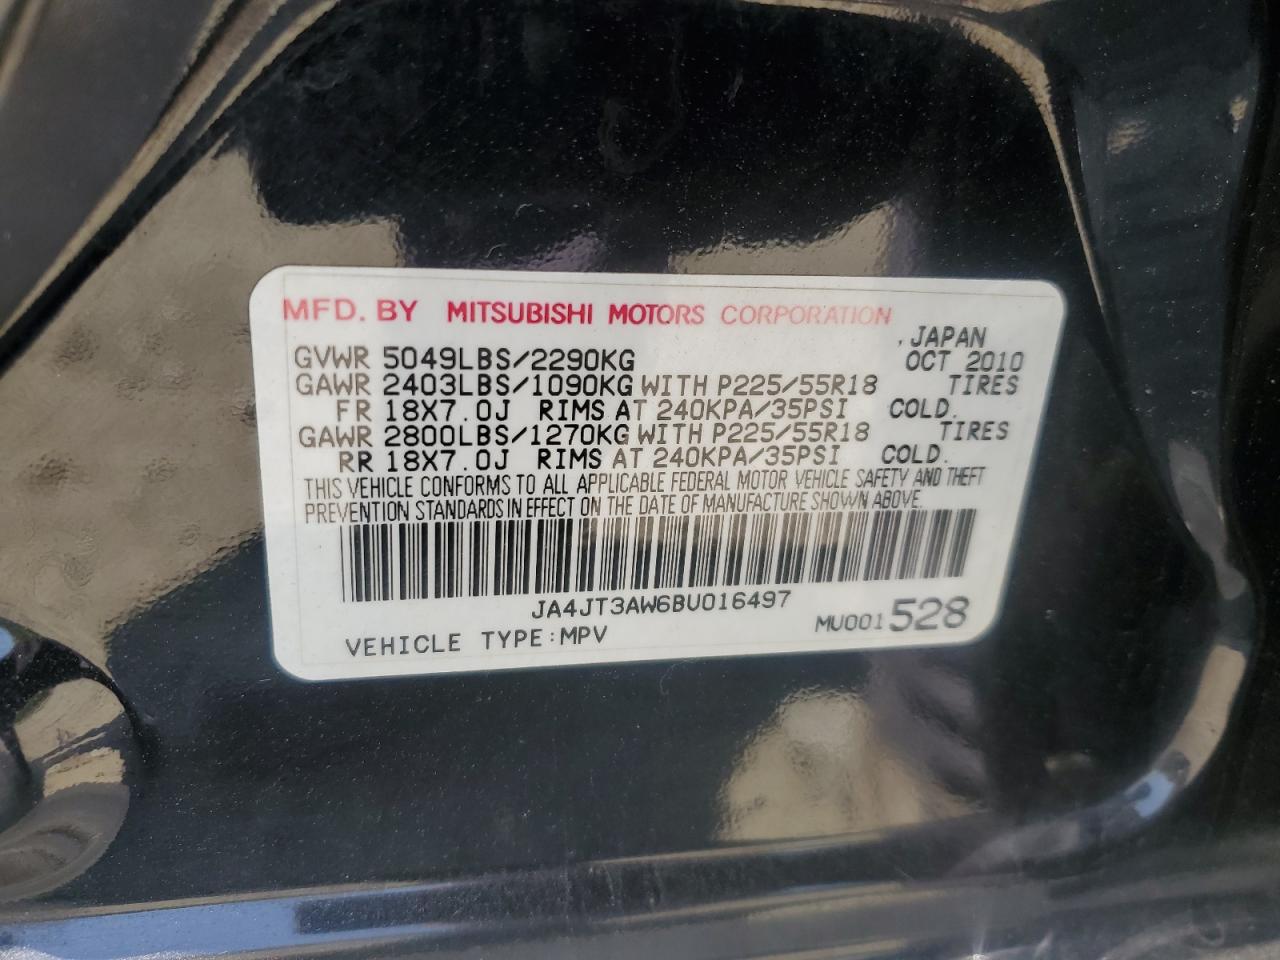 MFD. BY MITSUBISHI MOTORS CORPORATION
, JAPAN
GVWR 5049LBS/2290KG OCT 2010
GAWR 2403LBS/1090KG WITH P225/55R18 TIRES
FR 18X7.0J RIMS AT 240KPA/35PSI COLD.
GAWR 2800LBS/1270KG WITH P225/55R18 TIRES
RR 18X7.0J RIMS AT 240KPA/35PSI COLD.
THIS VEHICLE CONFORMS TO ALL APPLICABLE FEDERAL MOTOR VEHICLE SAFETY AND THEFT
PREVENTION STANDARDS IN EFFECT ON THE DATE OF MANUFACTURE SHOWN ABOVE.
JA4JT3AW6BU016497
VEHICLE TYPE:MPV MU001528